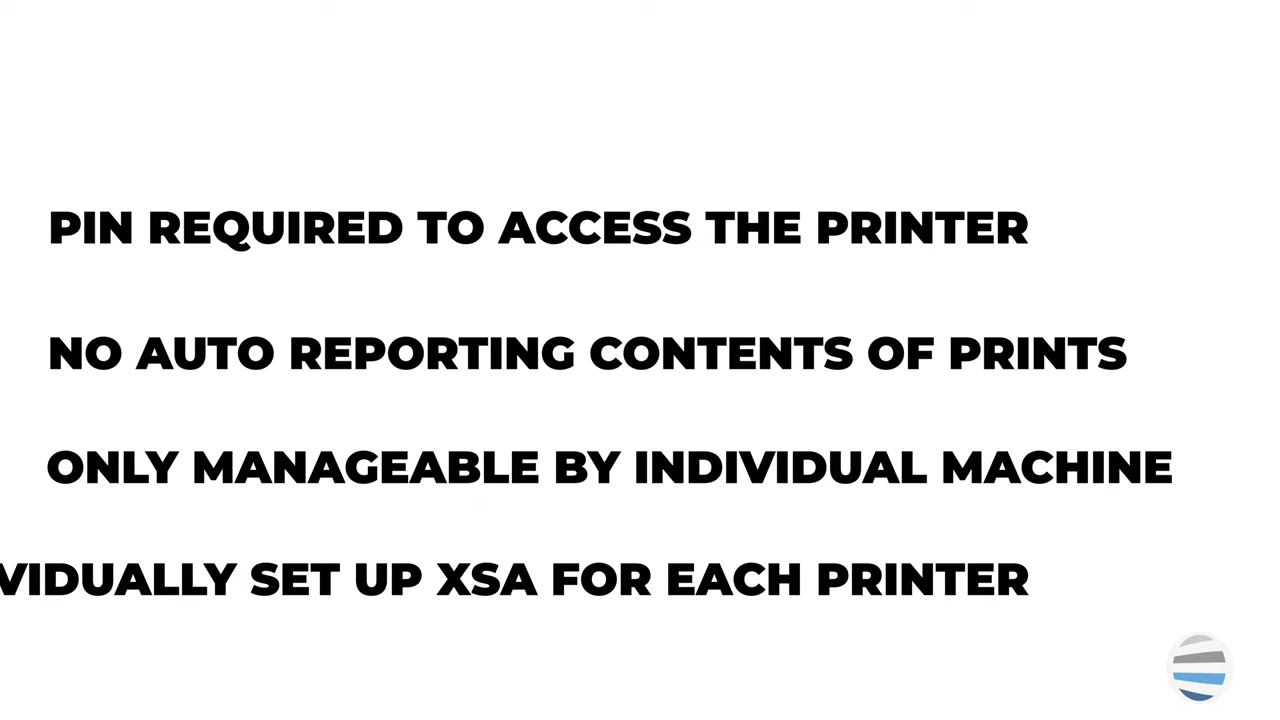 PIN REQUIRED TO ACCESS THE PRINTER
NO AUTO REPORTING CONTENTS OF PRINTS
ONLY MANAGEABLE BY INDIVIDUAL MACHINE
VIDUALLY SET UP XSA FOR EACH PRINTER